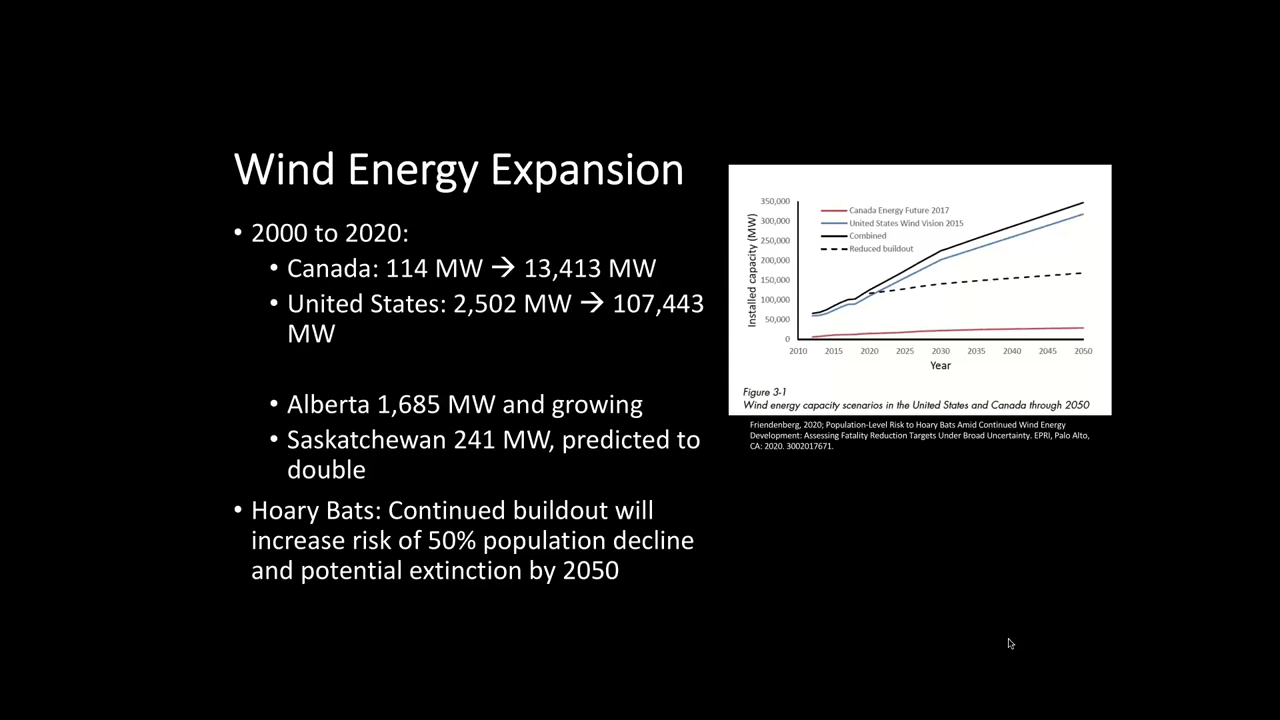 Wind Energy Expansion
• 2000 to 2020:
• Canada: 114 MW → 13,413 MW
• United States: 2,502 MW → 107,443
MW
• Alberta 1,685 MW and growing
• Saskatchewan 241 MW, predicted to
double
• Hoary Bats: Continued buildout will
increase risk of 50% population decline
and potential extinction by 2050
Installed capacity (MW)
350,000
300,000
250,000
200,000
150,000
100,000
50,000
0
Canada Energy Future 2017
United States Wind Vision 2015
Combined
Reduced buildout
2010 2015 2020 2025 2030 2035 2040 2045 2050
Year
Figure 3-1
Wind energy capacity scenarios in the United States and Canada through 2050
Friendenberg, 2020; Population-Level Risk to Hoary Bats Amid Continued Wind Energy
Development: Assessing Fatality Reduction Targets Under Broad Uncertainty. EPRI, Palo Alto,
CA: 2020. 3002017671.